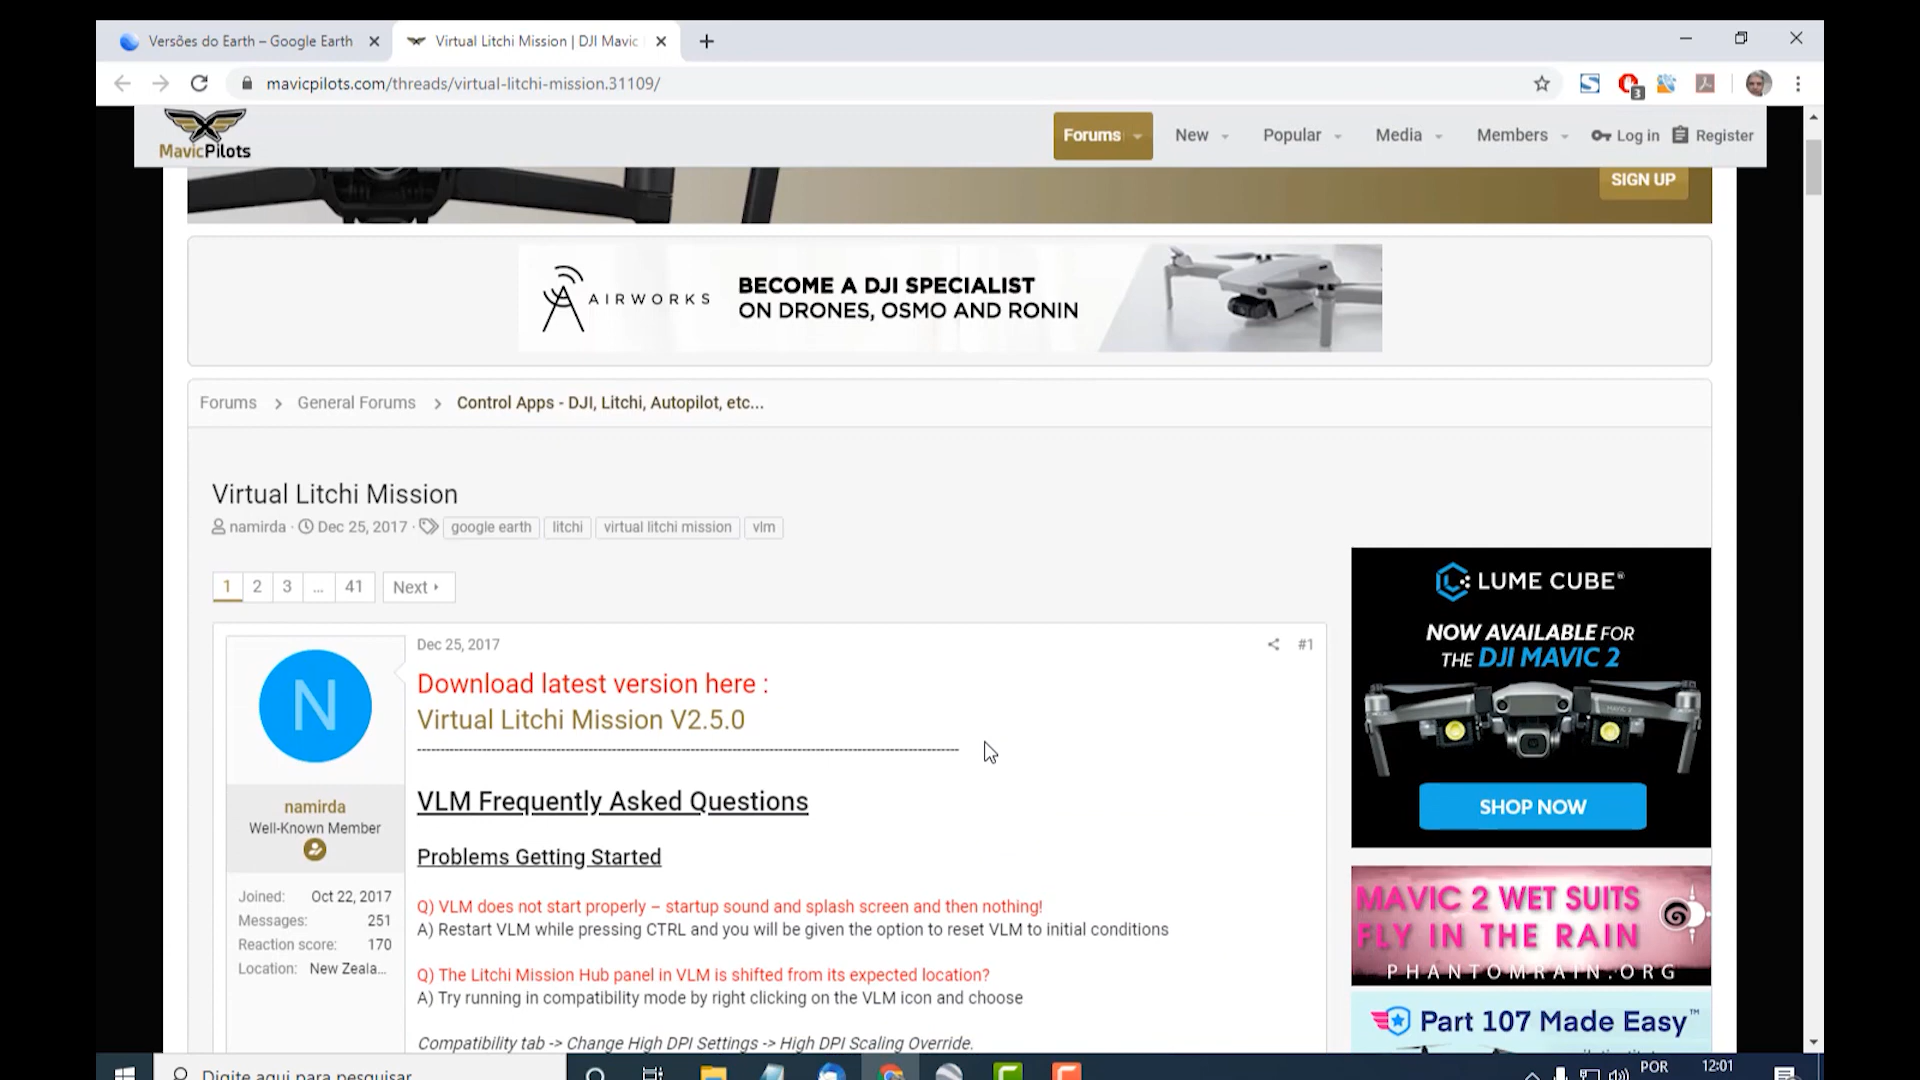 Versões do Earth – Google Earth
Virtual Litchi Mission | DJI Mavic
mavicpilots.com/threads/virtual-litchi-mission.31109/
3
MavicPilots
Forums
New
Popular
Media
Members
Log in
Register
SIGN UP
AIRWORKS
BECOME A DJI SPECIALIST
ON DRONES, OSMO AND RONIN
Forums > General Forums > Control Apps - DJI, Litchi, Autopilot, etc...
Virtual Litchi Mission
namirda · Dec 25, 2017 · google earth litchi virtual litchi mission vlm
1 2 3 ... 41 Next
Dec 25, 2017
#1
N
namirda
Well-Known Member
Joined: Oct 22, 2017
Messages: 251
Reaction score: 170
Location: New Zeala...
Download latest version here :
Virtual Litchi Mission V2.5.0
VLM Frequently Asked Questions
Problems Getting Started
Q) VLM does not start properly – startup sound and splash screen and then nothing!
A) Restart VLM while pressing CTRL and you will be given the option to reset VLM to initial conditions
Q) The Litchi Mission Hub panel in VLM is shifted from its expected location?
A) Try running in compatibility mode by right clicking on the VLM icon and choose
Compatibility tab -> Change High DPI Settings -> High DPI Scaling Override.
LUME CUBE®
NOW AVAILABLE FOR
THE DJI MAVIC 2
SHOP NOW
MAVIC 2 WET SUITS
FLY IN THE RAIN
PHANTOMRAIN.ORG
Part 107 Made Easy™
Digite aqui para pesquisar
POR
12:01